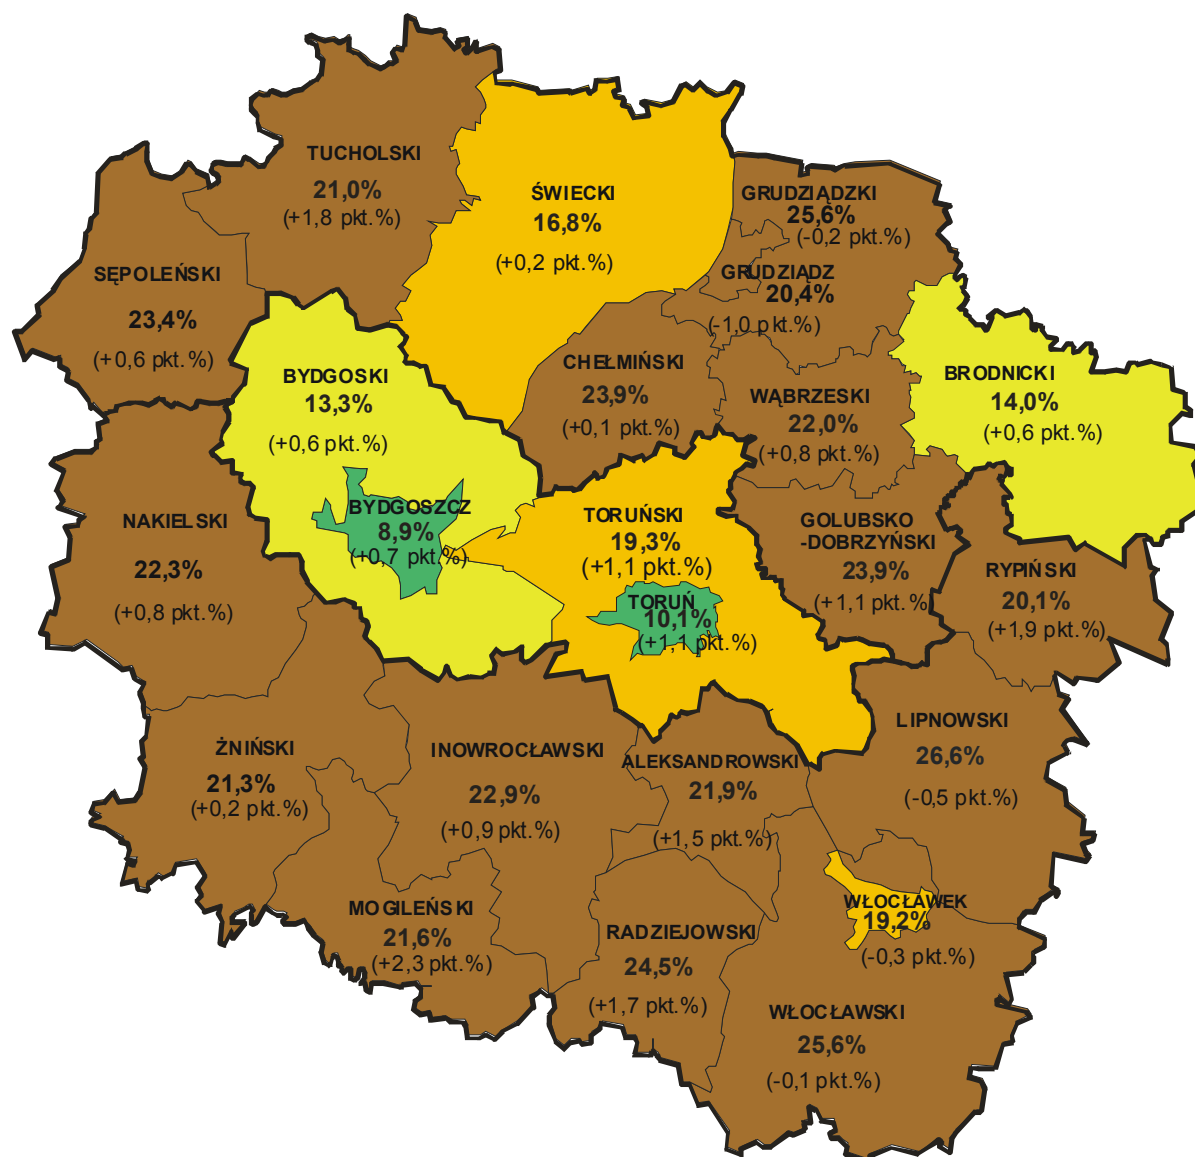 TUCHOLSKI
21,0%
(+1,8 pkt.%)
ŚWIECKI
16,8%
(+0,2 pkt.%)
GRUDZIĄDZKI
25,6%
(-0,2 pkt.%)
GRUDZIĄDZ
20,4%
(-1,0 pkt.%)
SĘPOLEŃSKI
23,4%
(+0,6 pkt.%)
BYDGOSKI
13,3%
(+0,6 pkt.%)
CHEŁMIŃSKI
23,9%
(+0,1 pkt.%)
WĄBRZESKI
22,0%
(+0,8 pkt.%)
BRODNICKI
14,0%
(+0,6 pkt.%)
NAKIELSKI
22,3%
(+0,8 pkt.%)
BYDGOSZCZ
8,9%
(+0,7 pkt.%)
TORUŃSKI
19,3%
(+1,1 pkt.%)
TORUŃ
10,1%
(+1,1 pkt.%)
GOLUBSKO
-DOBRZYŃSKI
23,9%
(+1,1 pkt.%)
RYPIŃSKI
20,1%
(+1,9 pkt.%)
ŻNIŃSKI
21,3%
(+0,2 pkt.%)
INOWROCŁAWSKI
22,9%
(+0,9 pkt.%)
ALEKSANDROWSKI
21,9%
(+1,5 pkt.%)
LIPNOWSKI
26,6%
(-0,5 pkt.%)
MOGILEŃSKI
21,6%
(+2,3 pkt.%)
RADZIEJOWSKI
24,5%
(+1,7 pkt.%)
WŁOCŁAWEK
19,2%
(-0,3 pkt.%)
WŁOCŁAWSKI
25,6%
(-0,1 pkt.%)